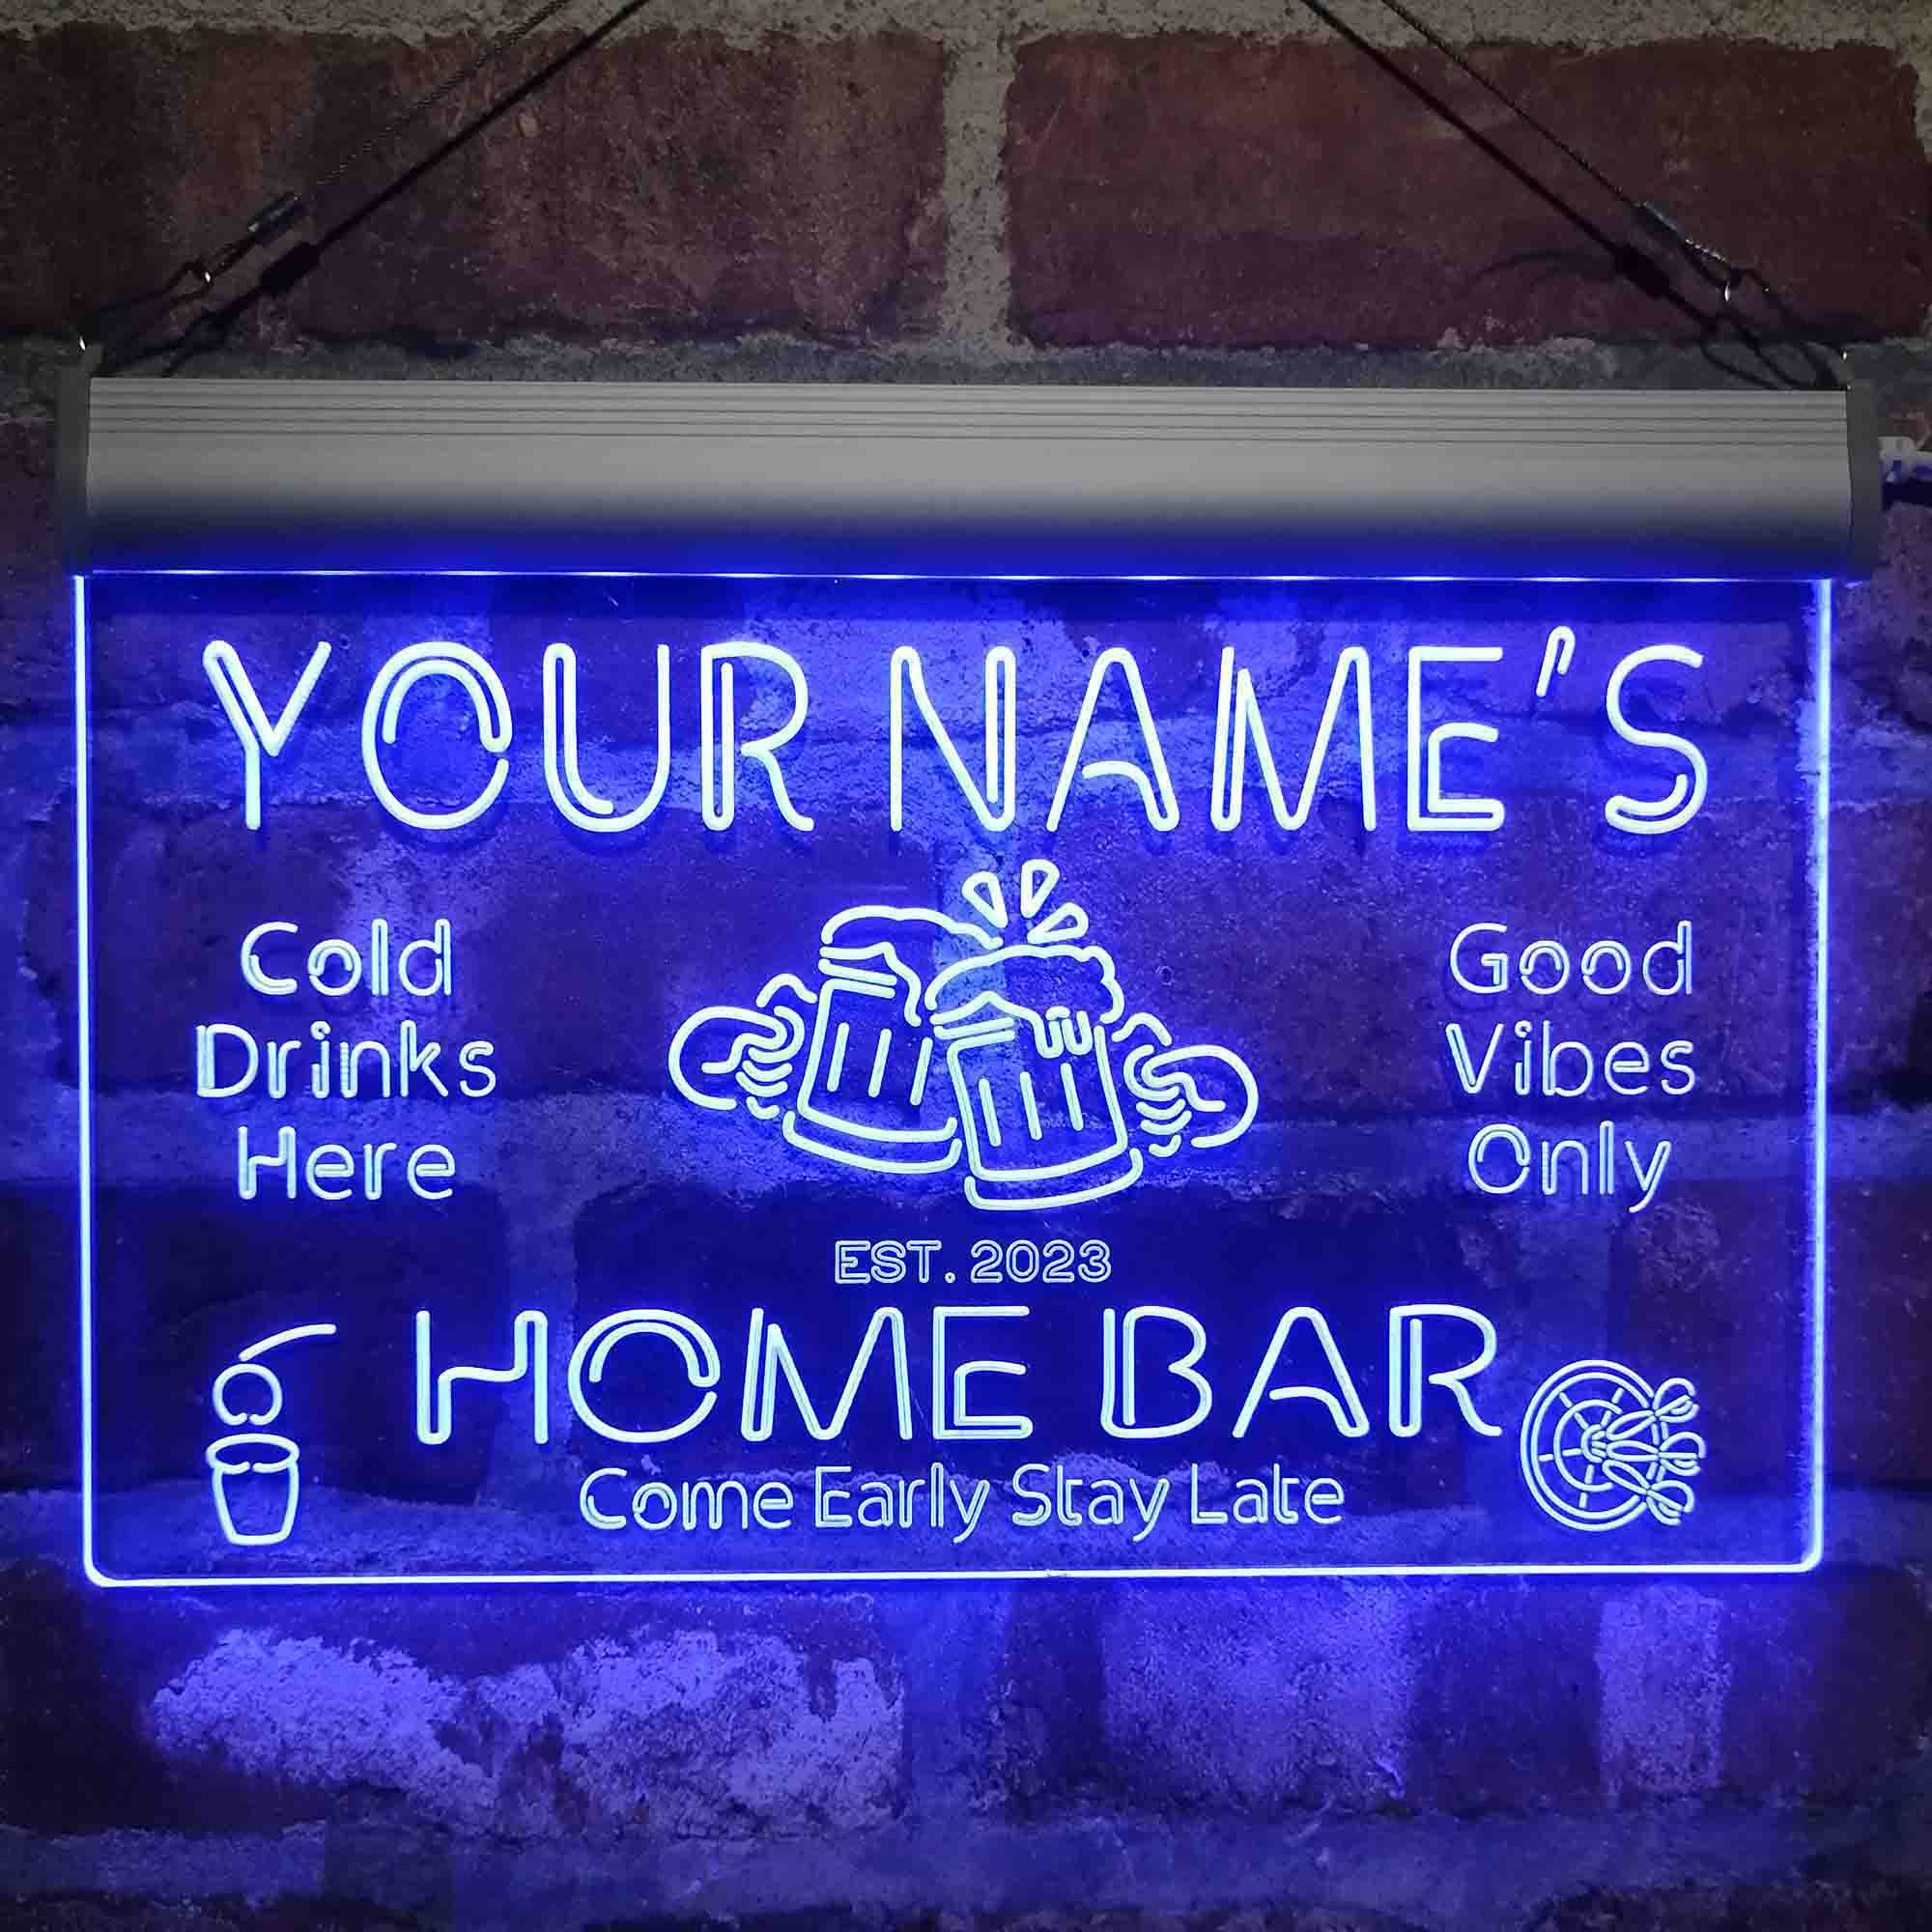 YOUR NAME'S
Cold
Drinks
Here
Good
Vibes
Only
EST. 2023
HOME BAR
Come Early Stay Late